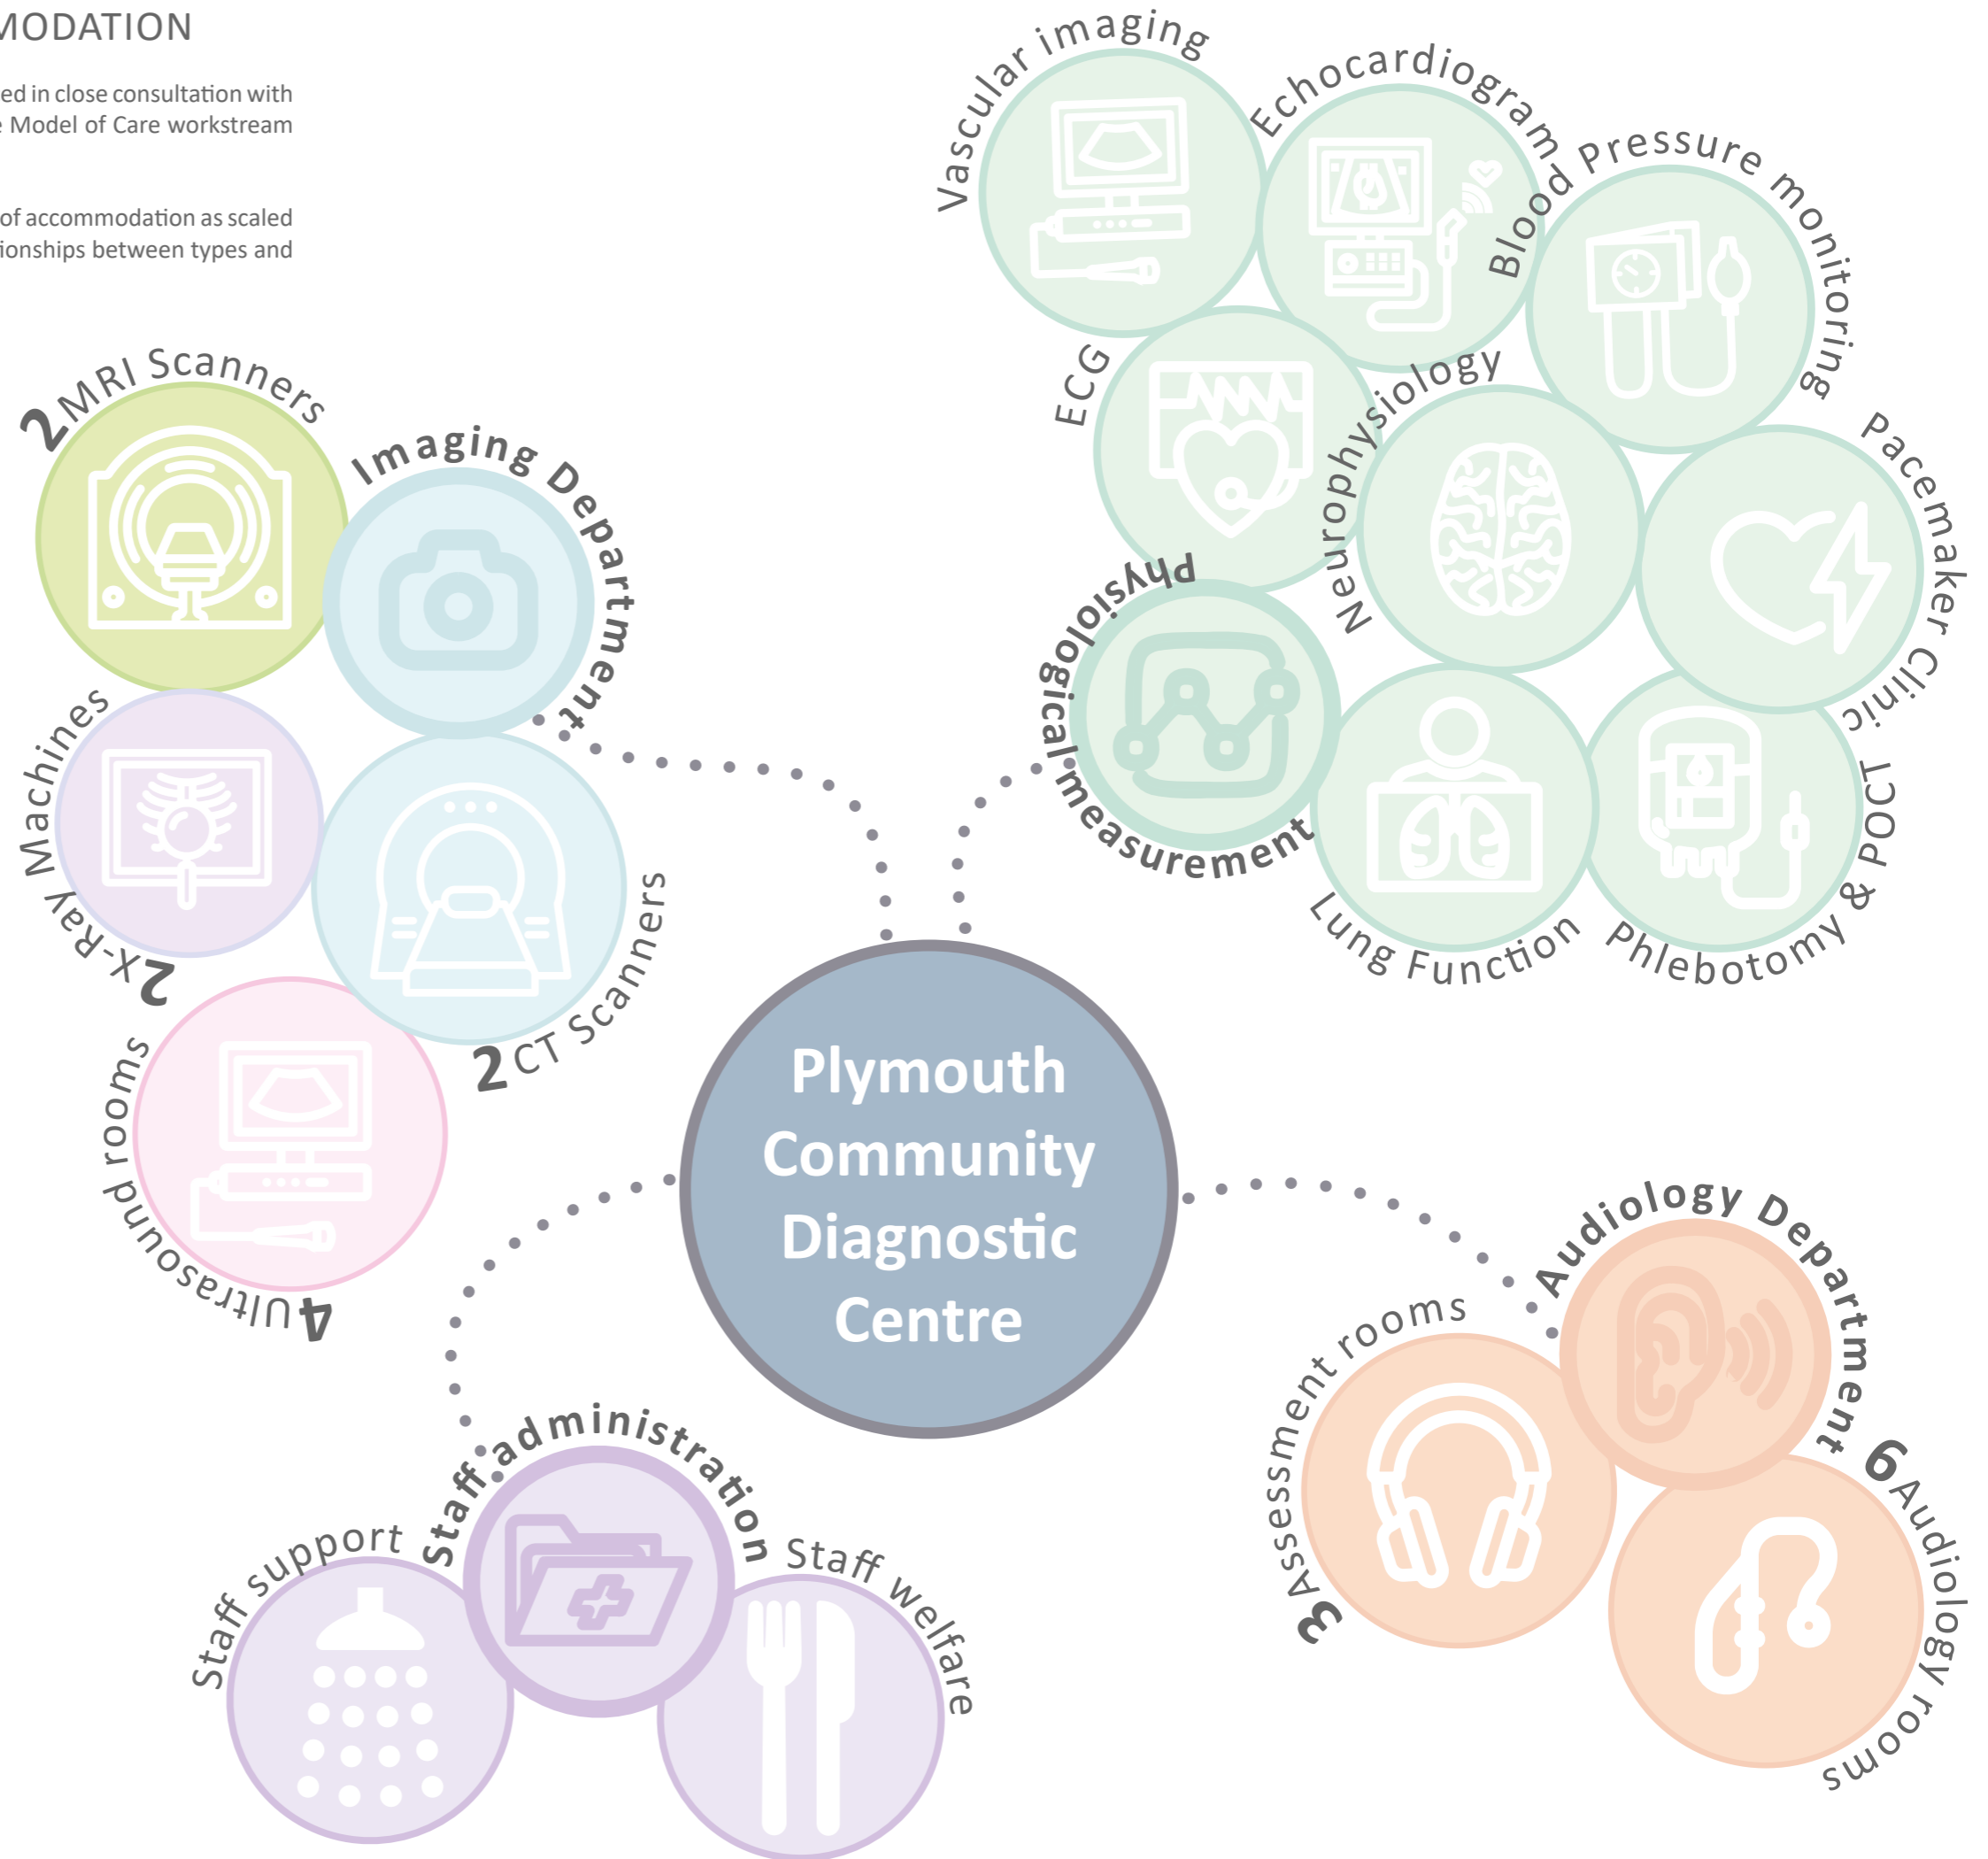 MODATION
ed in close consultation with
e Model of Care workstream
of accommodation as scaled
tionships between types and
Vascular imaging
Echocardiogram
Blood Pressure monitoring
ECG
Neurophysiology
Pacemaker Clinic
Physiological measurement
Lung Function
Phlebotomy & POCT
2 MRI Scanners
Imaging Department
2 X-Ray Machines
2 CT Scanners
4 Ultrasound rooms
Plymouth
Community
Diagnostic
Centre
Audiology Department
3 Assessment rooms
6 Audiology rooms
Staff administration
Staff support
Staff welfare